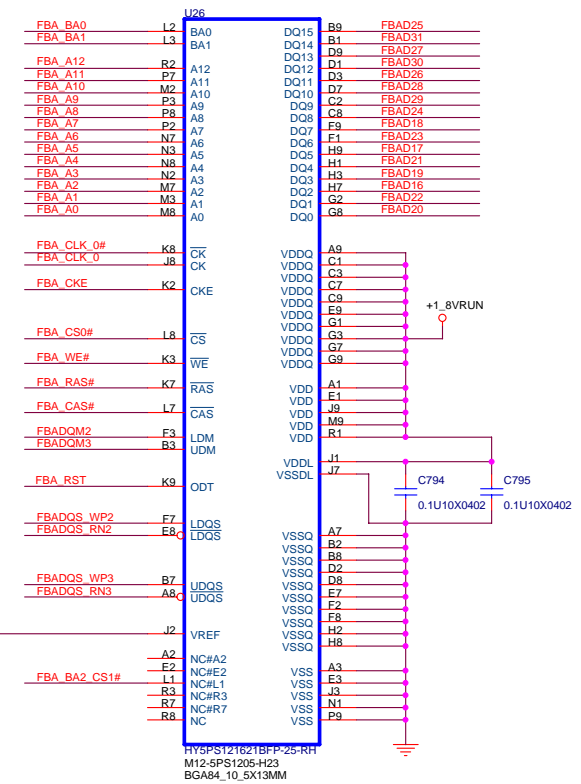 U26
FBA_BA0 L2 BA0 DQ15 B9 FBAD25
FBA_BA1 L3 BA1 DQ14 B1 FBAD31
DQ13 D9 FBAD27
FBA_A12 R2 A12 DQ12 D1 FBAD30
FBA_A11 P7 A11 DQ11 D3 FBAD26
FBA_A10 M2 A10 DQ10 D7 FBAD28
FBA_A9 P3 A9 DQ9 C2 FBAD29
FBA_A8 P8 A8 DQ8 C8 FBAD24
FBA_A7 P2 A7 DQ7 F9 FBAD18
FBA_A6 N7 A6 DQ6 F1 FBAD23
FBA_A5 N3 A5 DQ5 H9 FBAD17
FBA_A4 N8 A4 DQ4 H1 FBAD21
FBA_A3 N2 A3 DQ3 H3 FBAD19
FBA_A2 M7 A2 DQ2 H7 FBAD16
FBA_A1 M3 A1 DQ1 G2 FBAD22
FBA_A0 M8 A0 DQ0 G8 FBAD20
FBA_CLK_0# K8 CK VDDQ A9
FBA_CLK_0 J8 CK VDDQ C1
VDDQ C3
FBA_CKE K2 CKE VDDQ C7
VDDQ C9
VDDQ E9
+1_8VRUN
VDDQ G1
FBA_CS0# L8 CS VDDQ G3
VDDQ G7
FBA_WE# K3 WE VDDQ G9
FBA_RAS# K7 RAS VDD A1
VDD E1
FBA_CAS# L7 CAS VDD J9
VDD M9
FBADQM2 F3 LDM VDD R1
FBADQM3 B3 UDM
VDDL J1
VSSDL J7
FBA_RST K9 ODT
C794 C795
0.1U10X0402 0.1U10X0402
FBADQS_WP2 F7 LDQS
FBADQS_RN2 E8 LDQS VSSQ A7
VSSQ B2
VSSQ B8
VSSQ D2
FBADQS_WP3 B7 UDQS VSSQ D8
FBADQS_RN3 A8 UDQS VSSQ E7
VSSQ F2
VSSQ F8
J2 VREF VSSQ H2
VSSQ H8
A2 NC#A2
E2 NC#E2 VSS A3
FBA_BA2_CS1# L1 NC#L1 VSS E3
R3 NC#R3 VSS J3
R7 NC#R7 VSS N1
R8 NC VSS P9
HY5PS121621BFP-25-RH
M12-5PS1205-H23
BGA84_10_5X13MM